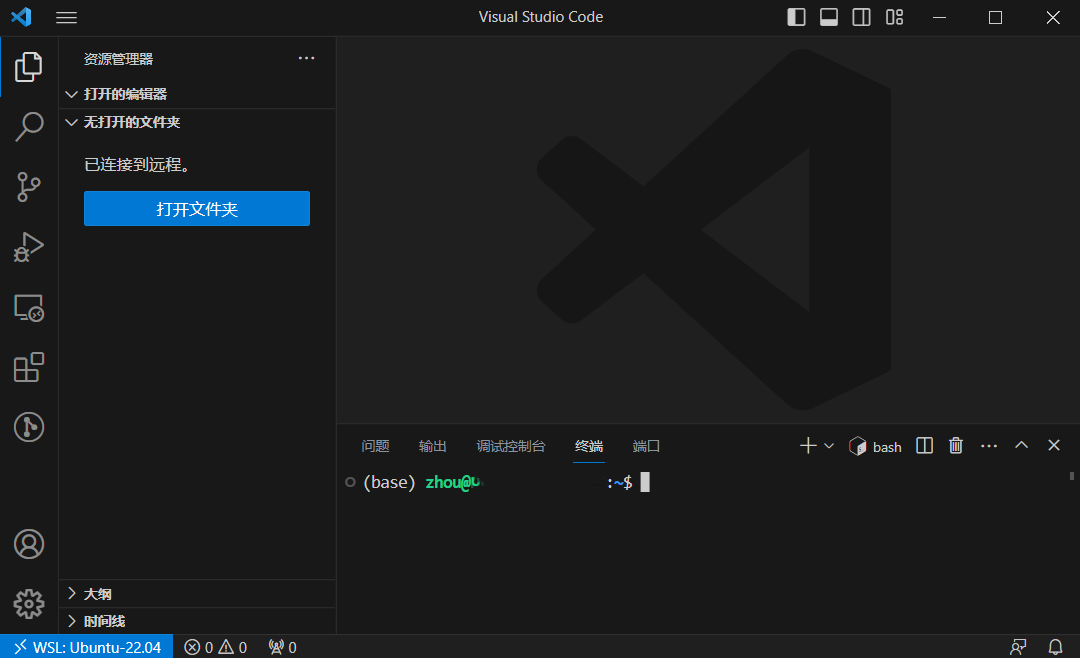 Visual Studio Code
资源管理器
打开的编辑器
无打开的文件夹
已连接到远程。
打开文件夹
大纲
时间线
问题 输出 调试控制台 终端 端口
bash
(base) zhou@ :~$
WSL: Ubuntu-22.04 0 0 0